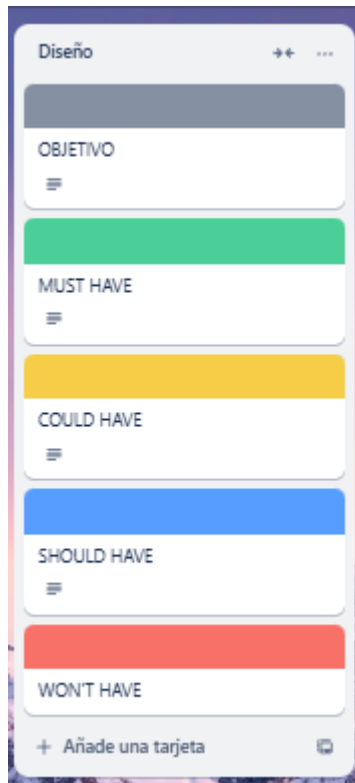 Diseño
OBJETIVO
MUST HAVE
COULD HAVE
SHOULD HAVE
WON'T HAVE
Añade una tarjeta